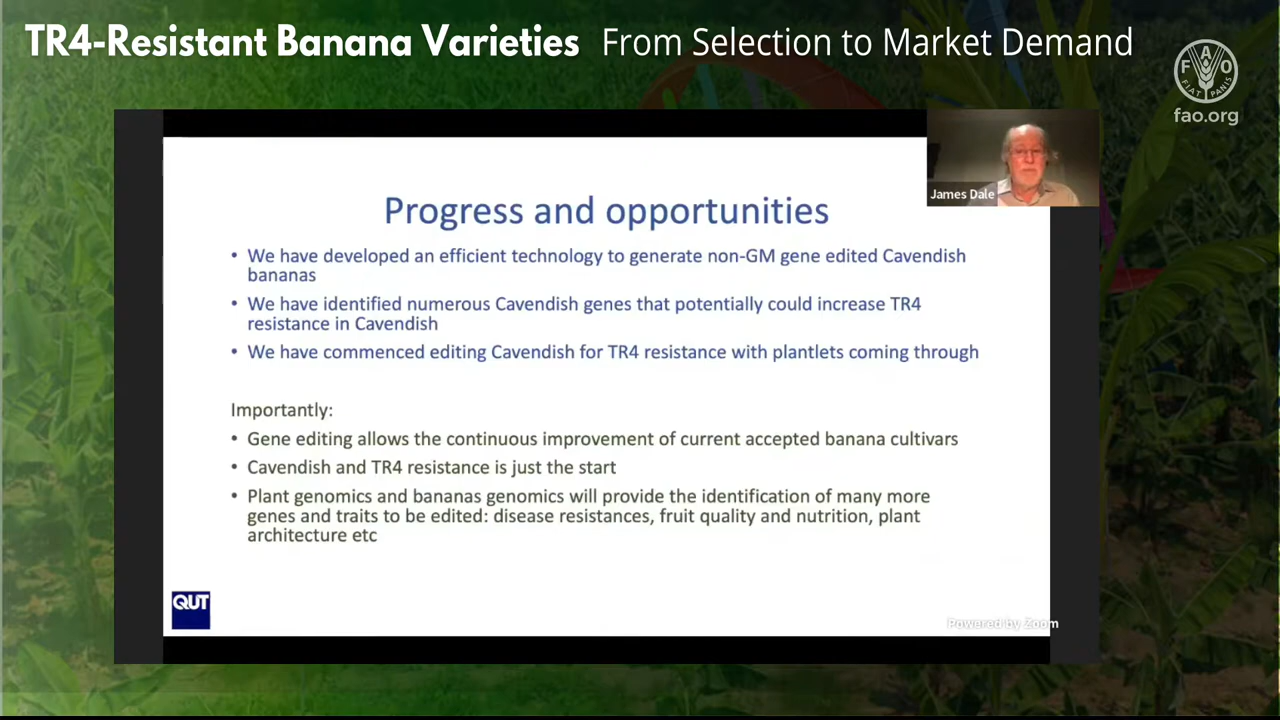 TR4-Resistant Banana Varieties From Selection to Market Demand
F A O
FIAT PANIS
fao.org
James Dale
Progress and opportunities
• We have developed an efficient technology to generate non-GM gene edited Cavendish
bananas
• We have identified numerous Cavendish genes that potentially could increase TR4
resistance in Cavendish
• We have commenced editing Cavendish for TR4 resistance with plantlets coming through
Importantly:
• Gene editing allows the continuous improvement of current accepted banana cultivars
• Cavendish and TR4 resistance is just the start
• Plant genomics and bananas genomics will provide the identification of many more
genes and traits to be edited: disease resistances, fruit quality and nutrition, plant
architecture etc
QUT
Powered by Zoom